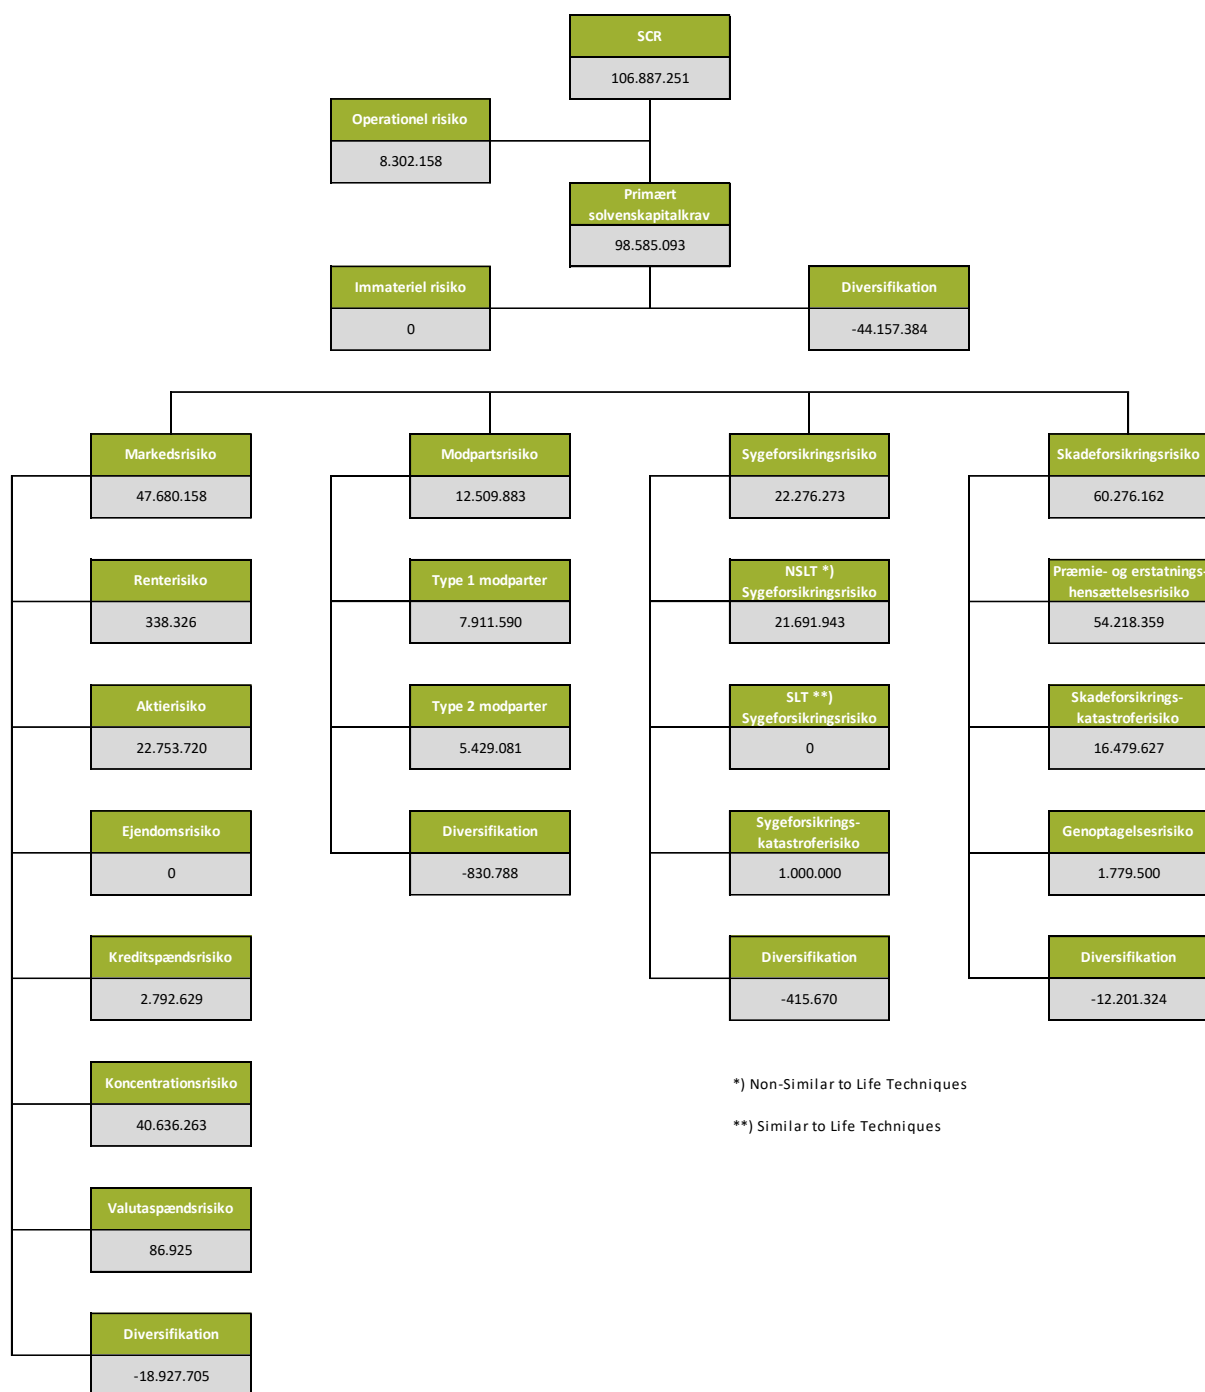 SCR
106.887.251
Operationel risiko
8.302.158
Primært
solvenskapitalkrav
98.585.093
Immateriel risiko
0
Diversifikation
-44.157.384
Markedsrisiko
47.680.158
Renterisiko
338.326
Aktierisiko
22.753.720
Ejendomsrisiko
0
Kreditspændsrisiko
2.792.629
Koncentrationsrisiko
40.636.263
Valutaspændsrisiko
86.925
Diversifikation
-18.927.705
Modpartsrisiko
12.509.883
Type 1 modparter
7.911.590
Type 2 modparter
5.429.081
Diversifikation
-830.788
Sygeforsikringsrisiko
22.276.273
NSLT *)
Sygeforsikringsrisiko
21.691.943
SLT **)
Sygeforsikringsrisiko
0
Sygeforsikrings-
katastroferisiko
1.000.000
Diversifikation
-415.670
Skadeforsikringsrisiko
60.276.162
Præmie- og erstatnings-
hensættelsesrisiko
54.218.359
Skadeforsikrings-
katastroferisiko
16.479.627
Genoptagelsesrisiko
1.779.500
Diversifikation
-12.201.324
*) Non-Similar to Life Techniques
**) Similar to Life Techniques